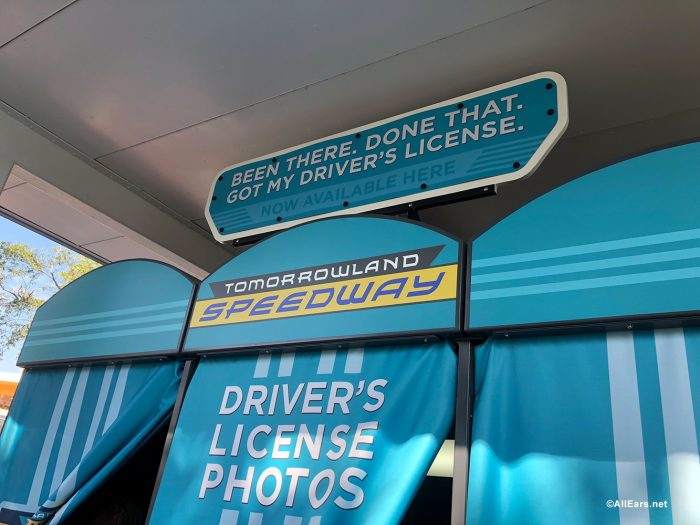 BEEN THERE. DONE THAT.
GOT MY DRIVER'S LICENSE.
NOW AVAILABLE HERE
TOMORROWLAND
SPEEDWAY
DRIVER'S
LICENSE
PHOTOS
©AllEars.net